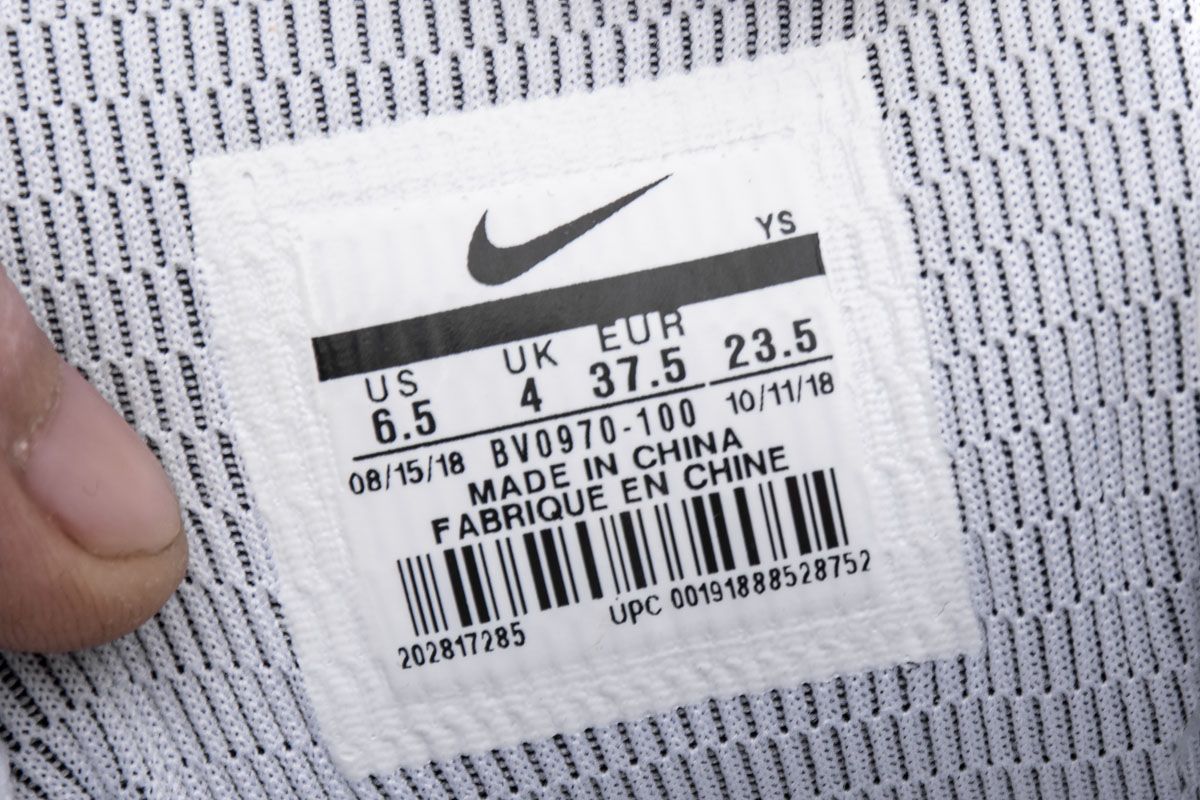 YS
US UK EUR
6.5 4 37.5 23.5
08/15/18 BV0970-100 10/11/18
MADE IN CHINA
FABRIQUE EN CHINE
202817285 UPC 00191888528752